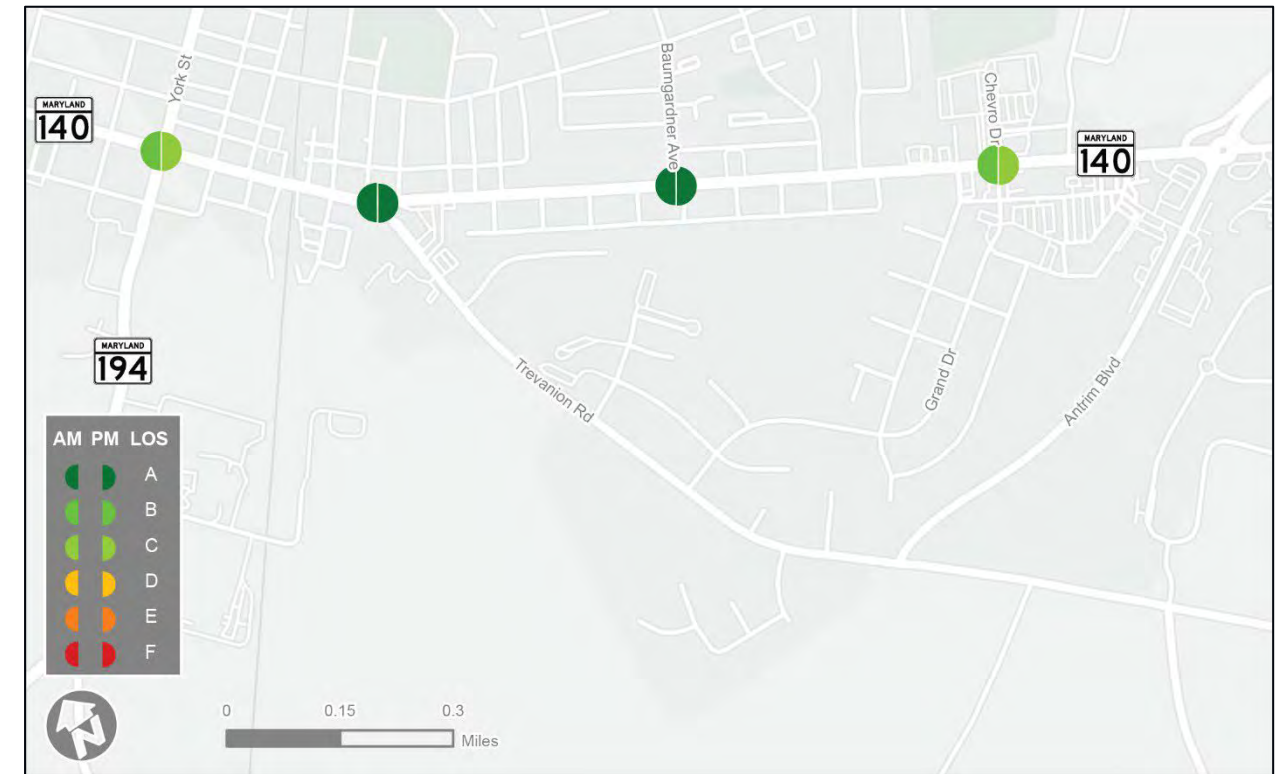 York St
MARYLAND
140
Baumgardner Ave
Chevro Dr
MARYLAND
140
MARYLAND
194
Trevanion Rd
Grand Dr
Antrim Blvd
AM PM LOS
A
B
C
D
E
F
N
0 0.15 0.3
Miles